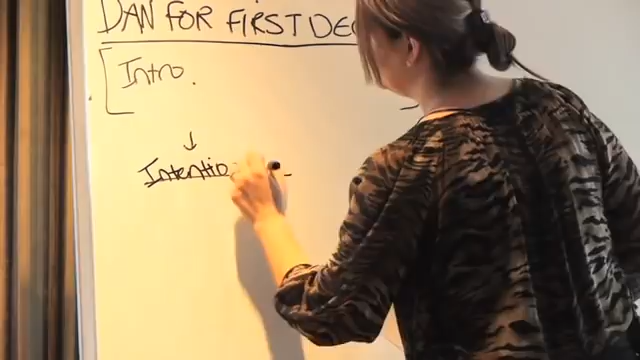 DAN FOR FIRST DE
Intro.
Intentio